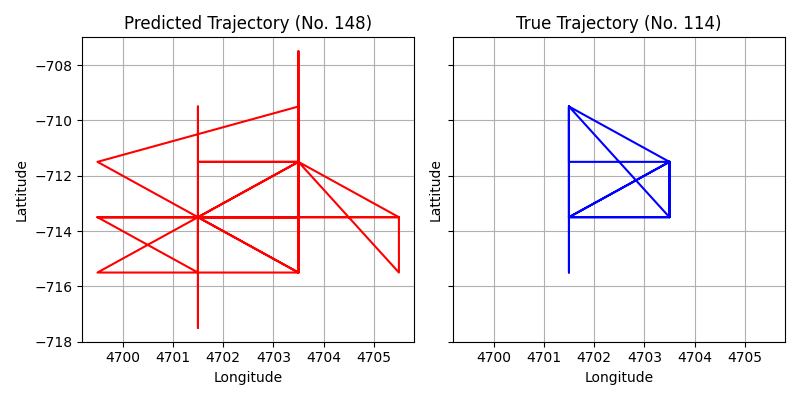 Predicted Trajectory (No. 148)
True Trajectory (No. 114)
−708
−710
−712
−714
−716
−718
Lattitude
Lattitude
4700 4701 4702 4703 4704 4705
4700 4701 4702 4703 4704 4705
Longitude
Longitude